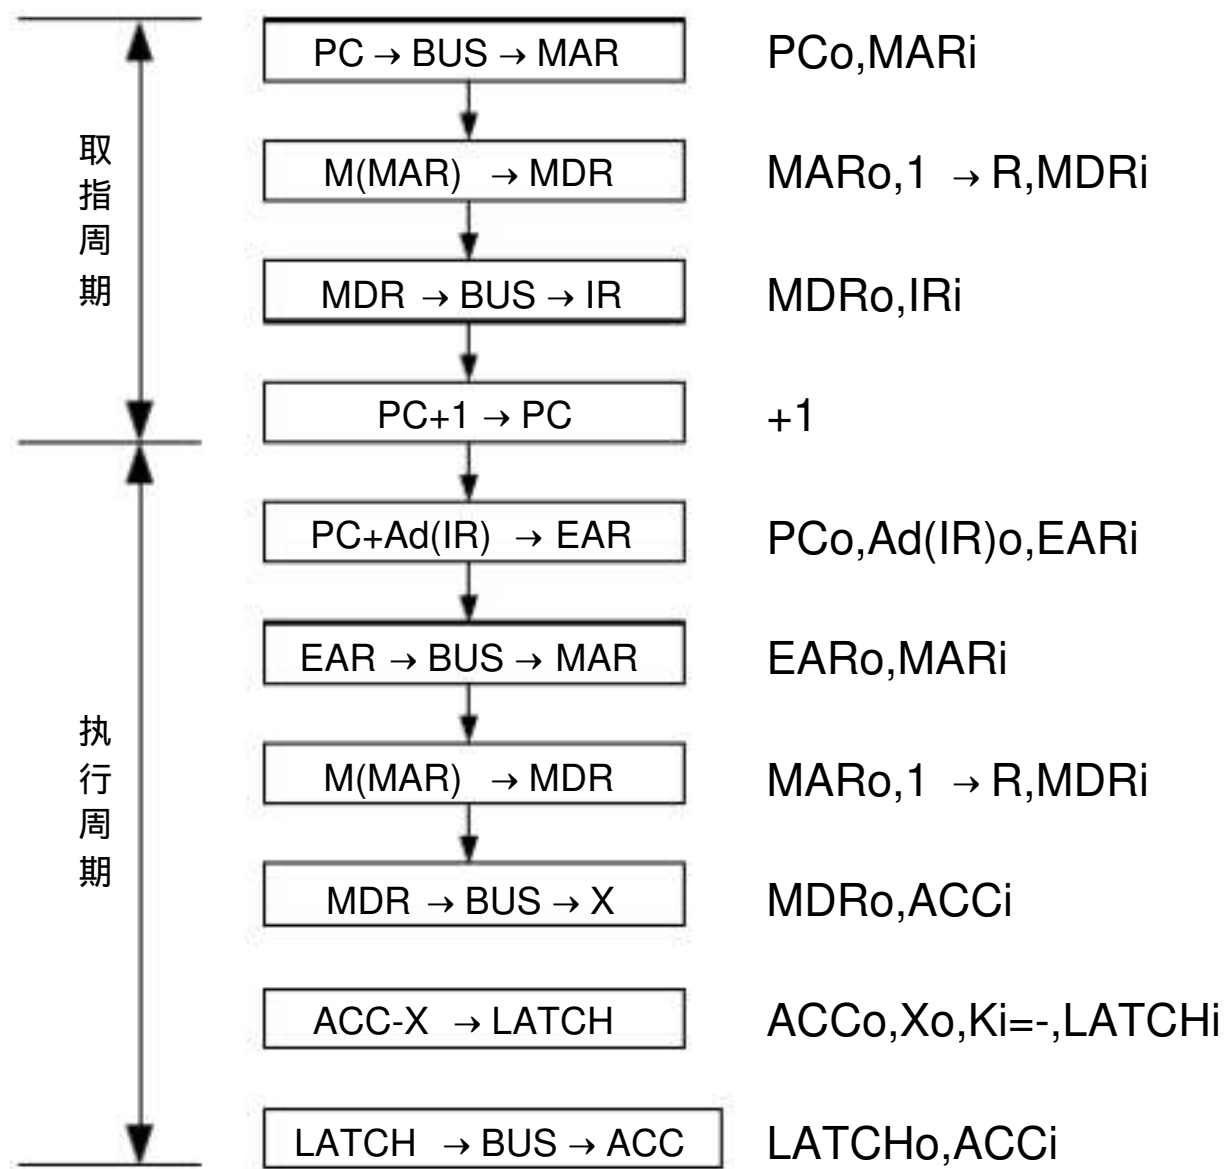 PC → BUS → MAR PCo,MARi
M(MAR) → MDR MARo,1 → R,MDRi
MDR → BUS → IR MDRo,IRi
PC+1 → PC +1
取指周期
PC+Ad(IR) → EAR PCo,Ad(IR)o,EARi
EAR → BUS → MAR EARo,MARi
M(MAR) → MDR MARo,1 → R,MDRi
MDR → BUS → X MDRo,ACCi
ACC-X → LATCH ACCo,Xo,Ki=-,LATCHi
LATCH → BUS → ACC LATCHo,ACCi
执行周期